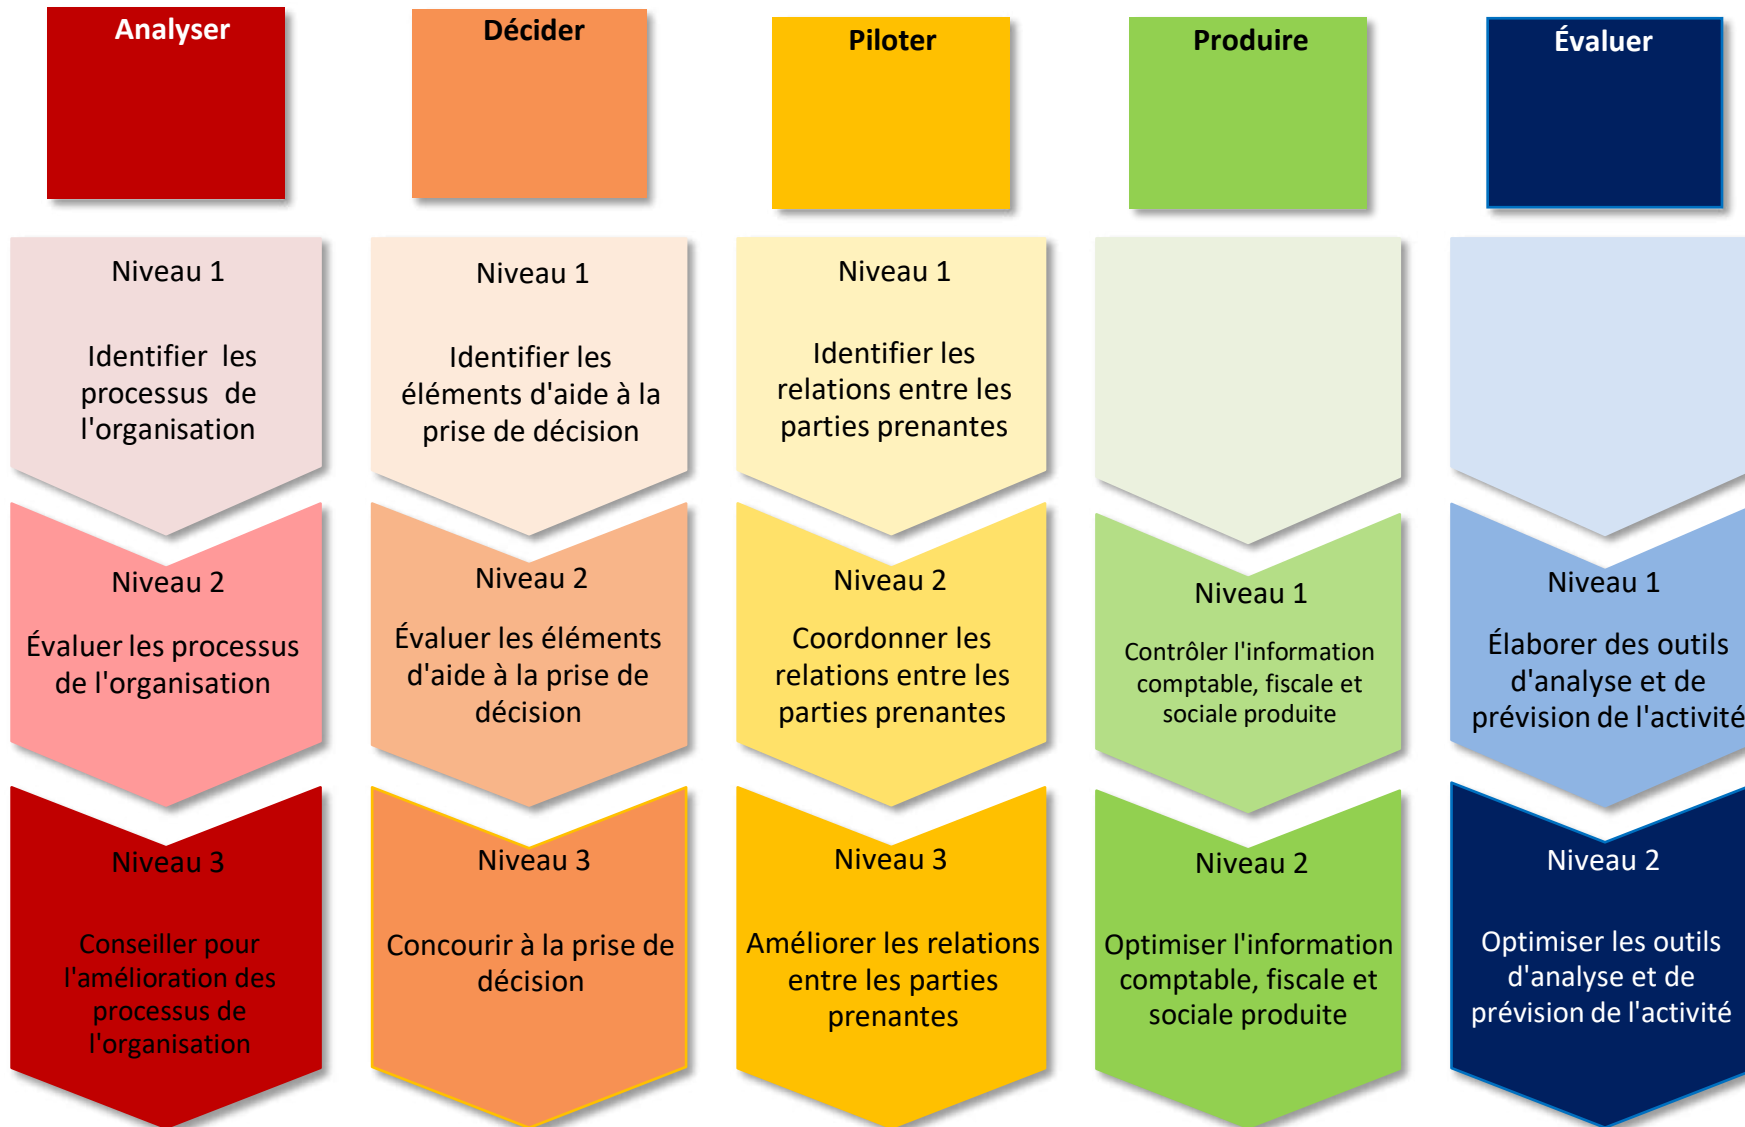 Analyser
Décider
Piloter
Produire
Évaluer
Niveau 1
Identifier les
processus de
l'organisation
Niveau 1
Identifier les
éléments d'aide à la
prise de décision
Niveau 1
Identifier les
relations entre les
parties prenantes
Niveau 2
Évaluer les processus
de l'organisation
Niveau 2
Évaluer les éléments
d'aide à la prise de
décision
Niveau 2
Coordonner les
relations entre les
parties prenantes
Niveau 1
Contrôler l'information
comptable, fiscale et
sociale produite
Niveau 1
Élaborer des outils
d'analyse et de
prévision de l'activité
Niveau 3
Conseiller pour
l'amélioration des
processus de
l'organisation
Niveau 3
Concourir à la prise de
décision
Niveau 3
Améliorer les relations
entre les parties
prenantes
Niveau 2
Optimiser l'information
comptable, fiscale et
sociale produite
Niveau 2
Optimiser les outils
d'analyse et de
prévision de l'activité